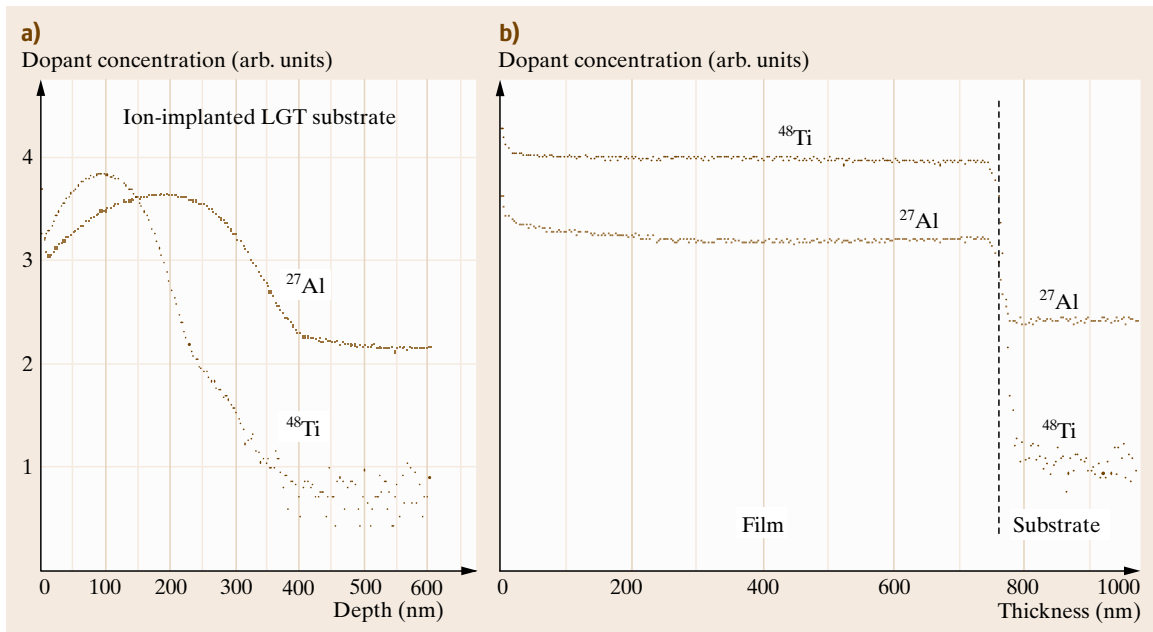 a)
Dopant concentration (arb. units)
Ion-implanted LGT substrate
4
3
2
1
27Al
48Ti
0 100 200 300 400 500 600
Depth (nm)
b)
Dopant concentration (arb. units)
48Ti
27Al
27Al
48Ti
Film
Substrate
0 200 400 600 800 1000
Thickness (nm)